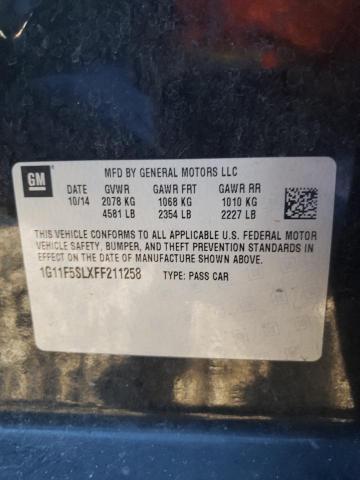 GM
MFD BY GENERAL MOTORS LLC
DATE GVWR GAWR FRT GAWR RR
10/14 2078 KG 1068 KG 1010 KG
4581 LB 2354 LB 2227 LB
THIS VEHICLE CONFORMS TO ALL APPLICABLE U.S. FEDERAL MOTOR
VEHICLE SAFETY, BUMPER, AND THEFT PREVENTION STANDARDS
IN EFFECT ON THE DATE OF MANUFACTURE SHOWN ABOVE.
1G11F5SLXFF211258 TYPE: PASS CAR